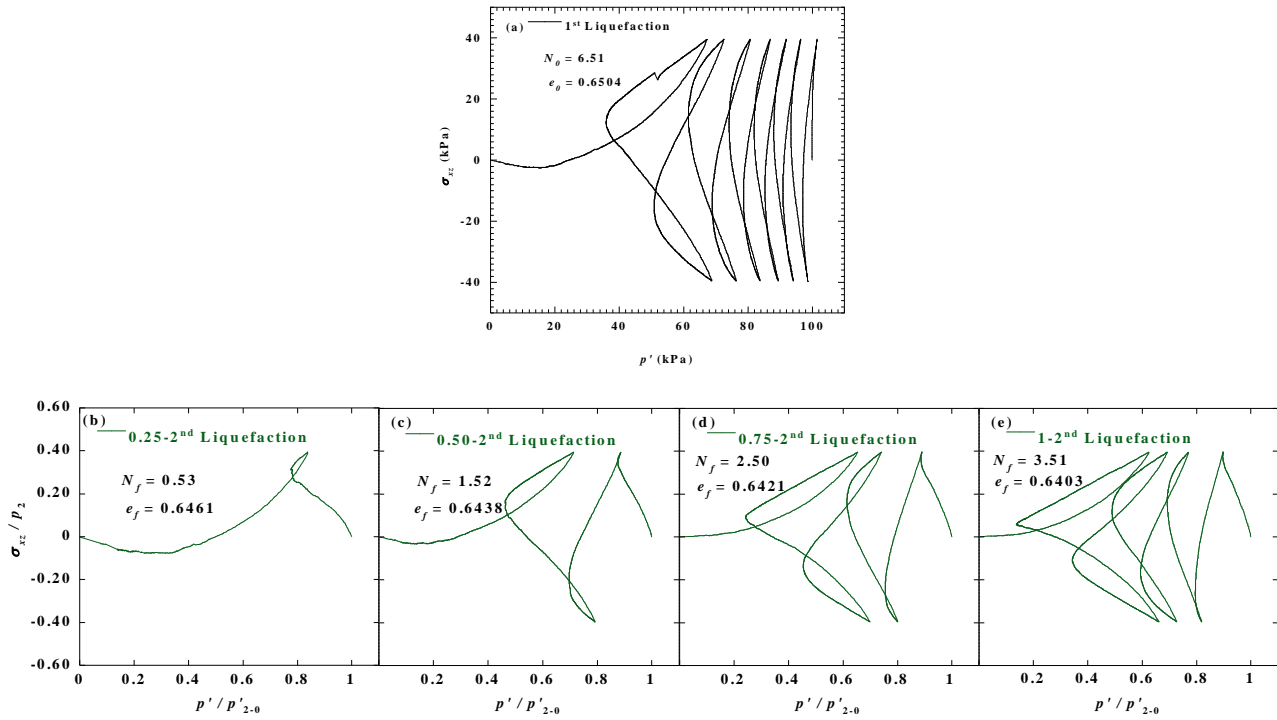 (a) 1st Liquefaction
N0 = 6.51
e0 = 0.6504
40
20
0
-20
-40
σxz (kPa)
0 20 40 60 80 100
p' (kPa)
(b)
0.25-2nd Liquefaction
Nf = 0.53
ef = 0.6461
(c)
0.50-2nd Liquefaction
Nf = 1.52
ef = 0.6438
(d)
0.75-2nd Liquefaction
Nf = 2.50
ef = 0.6421
(e)
1-2nd Liquefaction
Nf = 3.51
ef = 0.6403
0.60
0.40
0.20
0
-0.20
-0.40
-0.60
σxz / p2
0 0.2 0.4 0.6 0.8 1 0.2 0.4 0.6 0.8 1 0.2 0.4 0.6 0.8 1 0.2 0.4 0.6 0.8 1
p' / p'2-0 p' / p'2-0 p' / p'2-0 p' / p'2-0